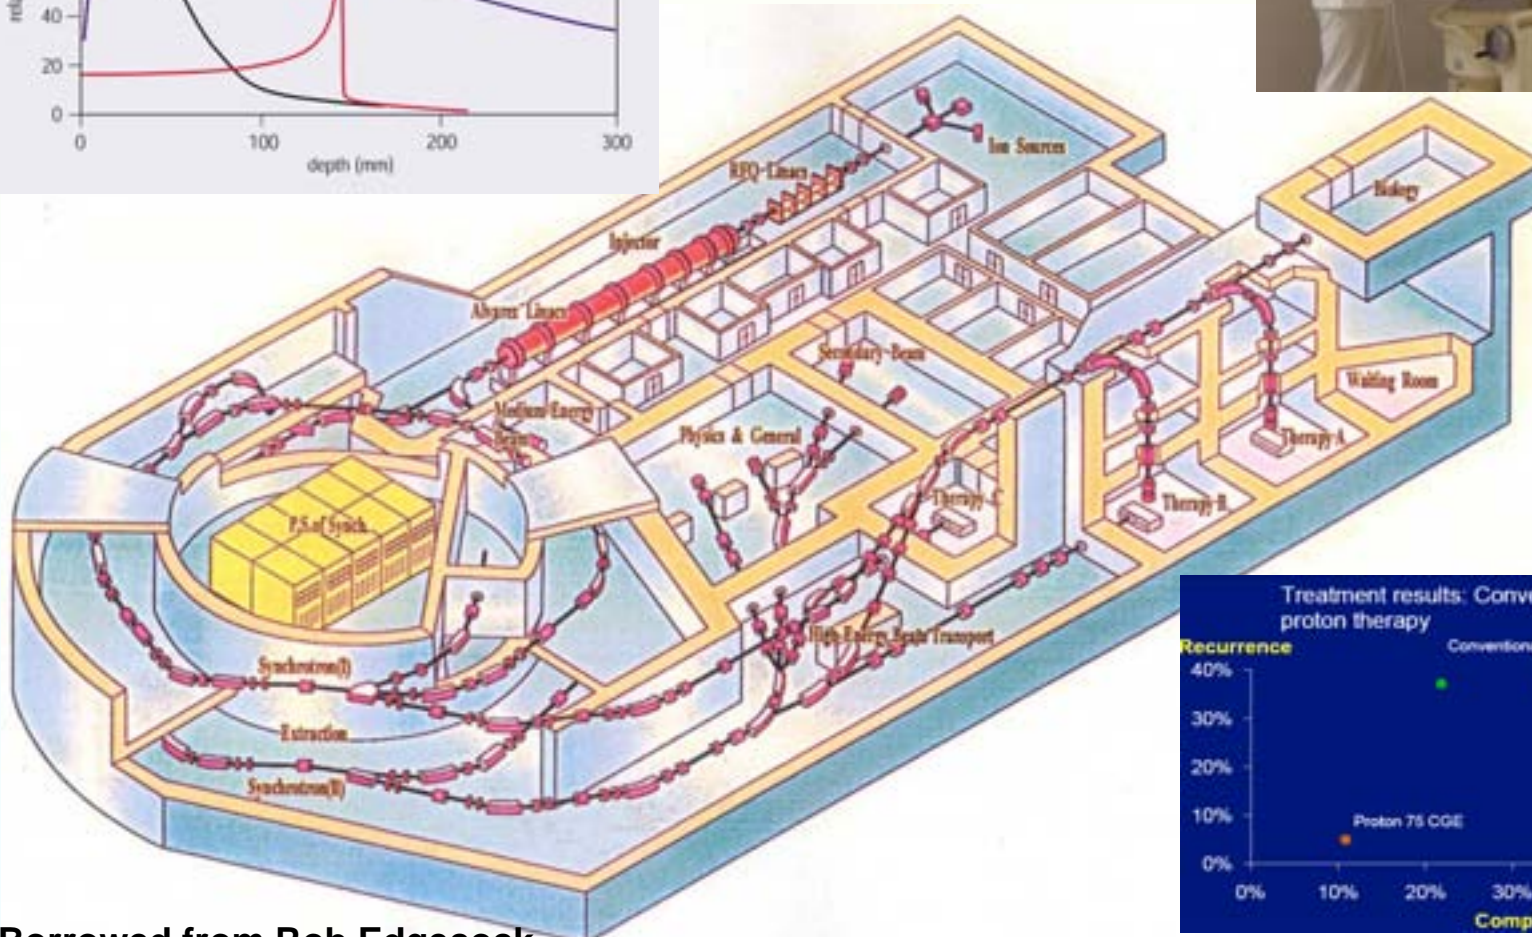 40
20
0
0
100
200
300
depth (mm)
Ion Sources
RFQ-Linacs
Biology
Injector
Alvarez Linacs
Secondary Beam
Waiting Room
Medium Energy
Beam
Physics & General
Therapy A
Therapy C
Therapy B
P.S. of Synch.
High Energy Beam Transport
Synchrotron(I)
Extraction
Synchrotron(II)
Treatment results: Conve
proton therapy
Recurrence
Convention
40%
30%
20%
10%
Proton 75 CGE
0%
0%
10%
20%
30%
Comp
Borrowed from Bob Edgecock